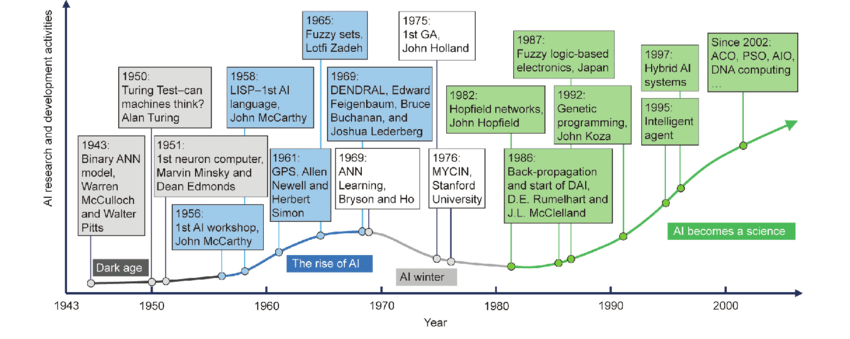 AI research and development activities
1943:
Binary ANN
model,
Warren
McCulloch
and Walter
Pitts
1950:
Turing Test–can
machines think?
Alan Turing
1951:
1st neuron computer,
Marvin Minsky and
Dean Edmonds
1956:
1st AI workshop,
John McCarthy
1958:
LISP–1st AI
language,
John McCarthy
1961:
GPS, Allen
Newell and
Herbert
Simon
1965:
Fuzzy sets,
Lotfi Zadeh
1969:
DENDRAL, Edward
Feigenbaum, Bruce
Buchanan, and
Joshua Lederberg
1969:
ANN
Learning,
Bryson and Ho
1975:
1st GA,
John Holland
1976:
MYCIN,
Stanford
University
1982:
Hopfield networks,
John Hopfield
1986:
Back-propagation
and start of DAI,
D.E. Rumelhart and
J.L. McClelland
1987:
Fuzzy logic-based
electronics, Japan
1992:
Genetic
programming,
John Koza
1997:
Hybrid AI
systems
1995:
Intelligent
agent
Since 2002:
ACO, PSO, AIO,
DNA computing
...
Dark age
The rise of AI
AI winter
AI becomes a science
1943
1950
1960
1970
1980
1990
2000
Year